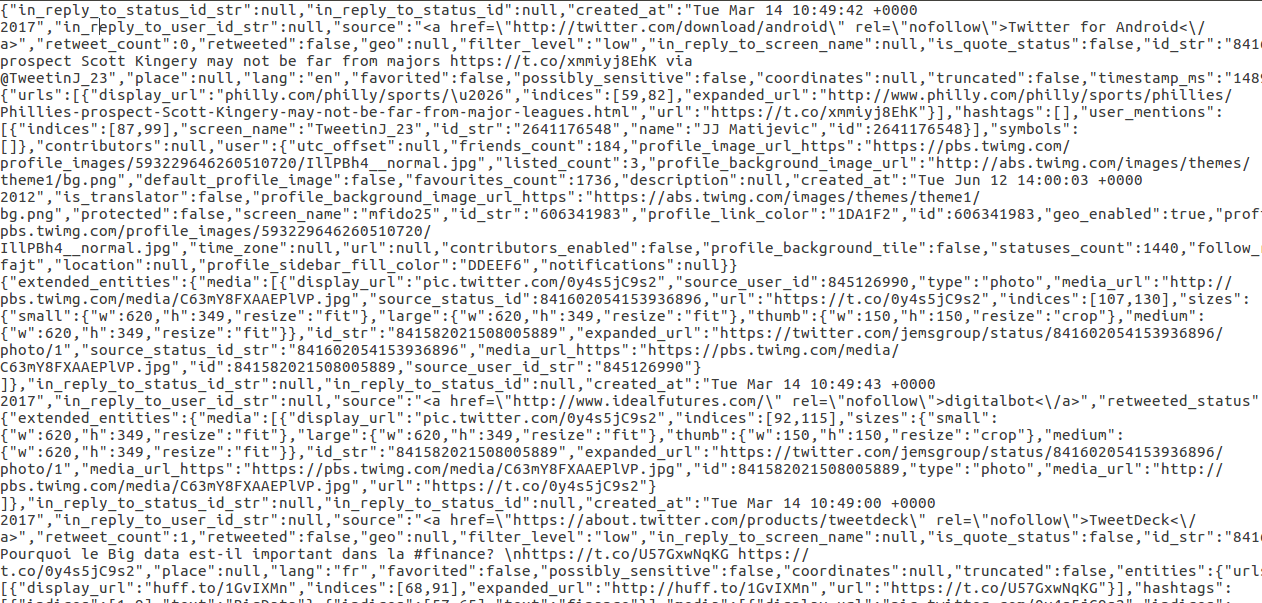 {"in_reply_to_status_id_str":null,"in_reply_to_status_id":null,"created_at":"Tue Mar 14 10:49:42 +0000
2017","in_reply_to_user_id_str":null,"source":"<a href=\"http://twitter.com/download/android\" rel=\"nofollow\">Twitter for Android<\/
a>","retweet_count":0,"retweeted":false,"geo":null,"filter_level":"low","in_reply_to_screen_name":null,"is_quote_status":false,"id_str":"841
prospect Scott Kingery may not be far from majors https://t.co/xmmiyj8EhK via
@TweetinJ_23","place":null,"lang":"en","favorited":false,"possibly_sensitive":false,"coordinates":null,"truncated":false,"timestamp_ms":"1489
{"urls":[{"display_url":"philly.com/philly/sports/\u2026","indices":[59,82],"expanded_url":"http://www.philly.com/philly/sports/phillies/
Phillies-prospect-Scott-Kingery-may-not-be-far-from-major-leagues.html","url":"https://t.co/xmmiyj8EhK"}],"hashtags":[],"user_mentions":
[{"indices":[87,99],"screen_name":"TweetinJ_23","id_str":"2641176548","name":"JJ Matijevic","id":2641176548}],"symbols":
[]},"contributors":null,"user":{"utc_offset":null,"friends_count":184,"profile_image_url_https":"https://pbs.twimg.com/
profile_images/593229646260510720/IllPBh4__normal.jpg","listed_count":3,"profile_background_image_url":"http://abs.twimg.com/images/themes/
theme1/bg.png","default_profile_image":false,"favourites_count":1736,"description":null,"created_at":"Tue Jun 12 14:00:03 +0000
2012","is_translator":false,"profile_background_image_url_https":"https://abs.twimg.com/images/themes/theme1/
bg.png","protected":false,"screen_name":"mfido25","id_str":"606341983","profile_link_color":"1DA1F2","id":606341983,"geo_enabled":true,"prof
pbs.twimg.com/profile_images/593229646260510720/
IllPBh4__normal.jpg","time_zone":null,"url":null,"contributors_enabled":false,"profile_background_tile":false,"statuses_count":1440,"follow_
fajt","location":null,"profile_sidebar_fill_color":"DDEEF6","notifications":null}}
{"extended_entities":{"media":[{"display_url":"pic.twitter.com/0y4s5jC9s2","source_user_id":845126990,"type":"photo","media_url":"http://
pbs.twimg.com/media/C63mY8FXAAEPlVP.jpg","source_status_id":841602054153936896,"url":"https://t.co/0y4s5jC9s2","indices":[107,130],"sizes":
{"small":{"w":620,"h":349,"resize":"fit"},"large":{"w":620,"h":349,"resize":"fit"},"thumb":{"w":150,"h":150,"resize":"crop"},"medium":
{"w":620,"h":349,"resize":"fit"}},"id_str":"841582021508005889","expanded_url":"https://twitter.com/jemsgroup/status/841602054153936896/
photo/1","source_status_id_str":"841602054153936896","media_url_https":"https://pbs.twimg.com/media/
C63mY8FXAAEPlVP.jpg","id":841582021508005889,"source_user_id_str":"845126990"}
]},"in_reply_to_status_id_str":null,"in_reply_to_status_id":null,"created_at":"Tue Mar 14 10:49:43 +0000
2017","in_reply_to_user_id_str":null,"source":"<a href=\"http://www.idealfutures.com/\" rel=\"nofollow\">digitalbot<\/a>","retweeted_status"
{"extended_entities":{"media":[{"display_url":"pic.twitter.com/0y4s5jC9s2","indices":[92,115],"sizes":{"small":
{"w":620,"h":349,"resize":"fit"},"large":{"w":620,"h":349,"resize":"fit"},"thumb":{"w":150,"h":150,"resize":"crop"},"medium":
{"w":620,"h":349,"resize":"fit"}},"id_str":"841582021508005889","expanded_url":"https://twitter.com/jemsgroup/status/841602054153936896/
photo/1","media_url_https":"https://pbs.twimg.com/media/C63mY8FXAAEPlVP.jpg","id":841582021508005889,"type":"photo","media_url":"http://
pbs.twimg.com/media/C63mY8FXAAEPlVP.jpg","url":"https://t.co/0y4s5jC9s2"}
]},"in_reply_to_status_id_str":null,"in_reply_to_status_id":null,"created_at":"Tue Mar 14 10:49:00 +0000
2017","in_reply_to_user_id_str":null,"source":"<a href=\"https://about.twitter.com/products/tweetdeck\" rel=\"nofollow\">TweetDeck<\/
a>","retweet_count":1,"retweeted":false,"geo":null,"filter_level":"low","in_reply_to_screen_name":null,"is_quote_status":false,"id_str":"841
Pourquoi le Big data est-il important dans la #finance? \nhttps://t.co/U57GxwNqKG https://
t.co/0y4s5jC9s2","place":null,"lang":"fr","favorited":false,"possibly_sensitive":false,"coordinates":null,"truncated":false,"entities":{"url
[{"display_url":"huff.to/1GvIXMn","indices":[68,91],"expanded_url":"http://huff.to/1GvIXMn","url":"https://t.co/U57GxwNqKG"}],"hashtags":